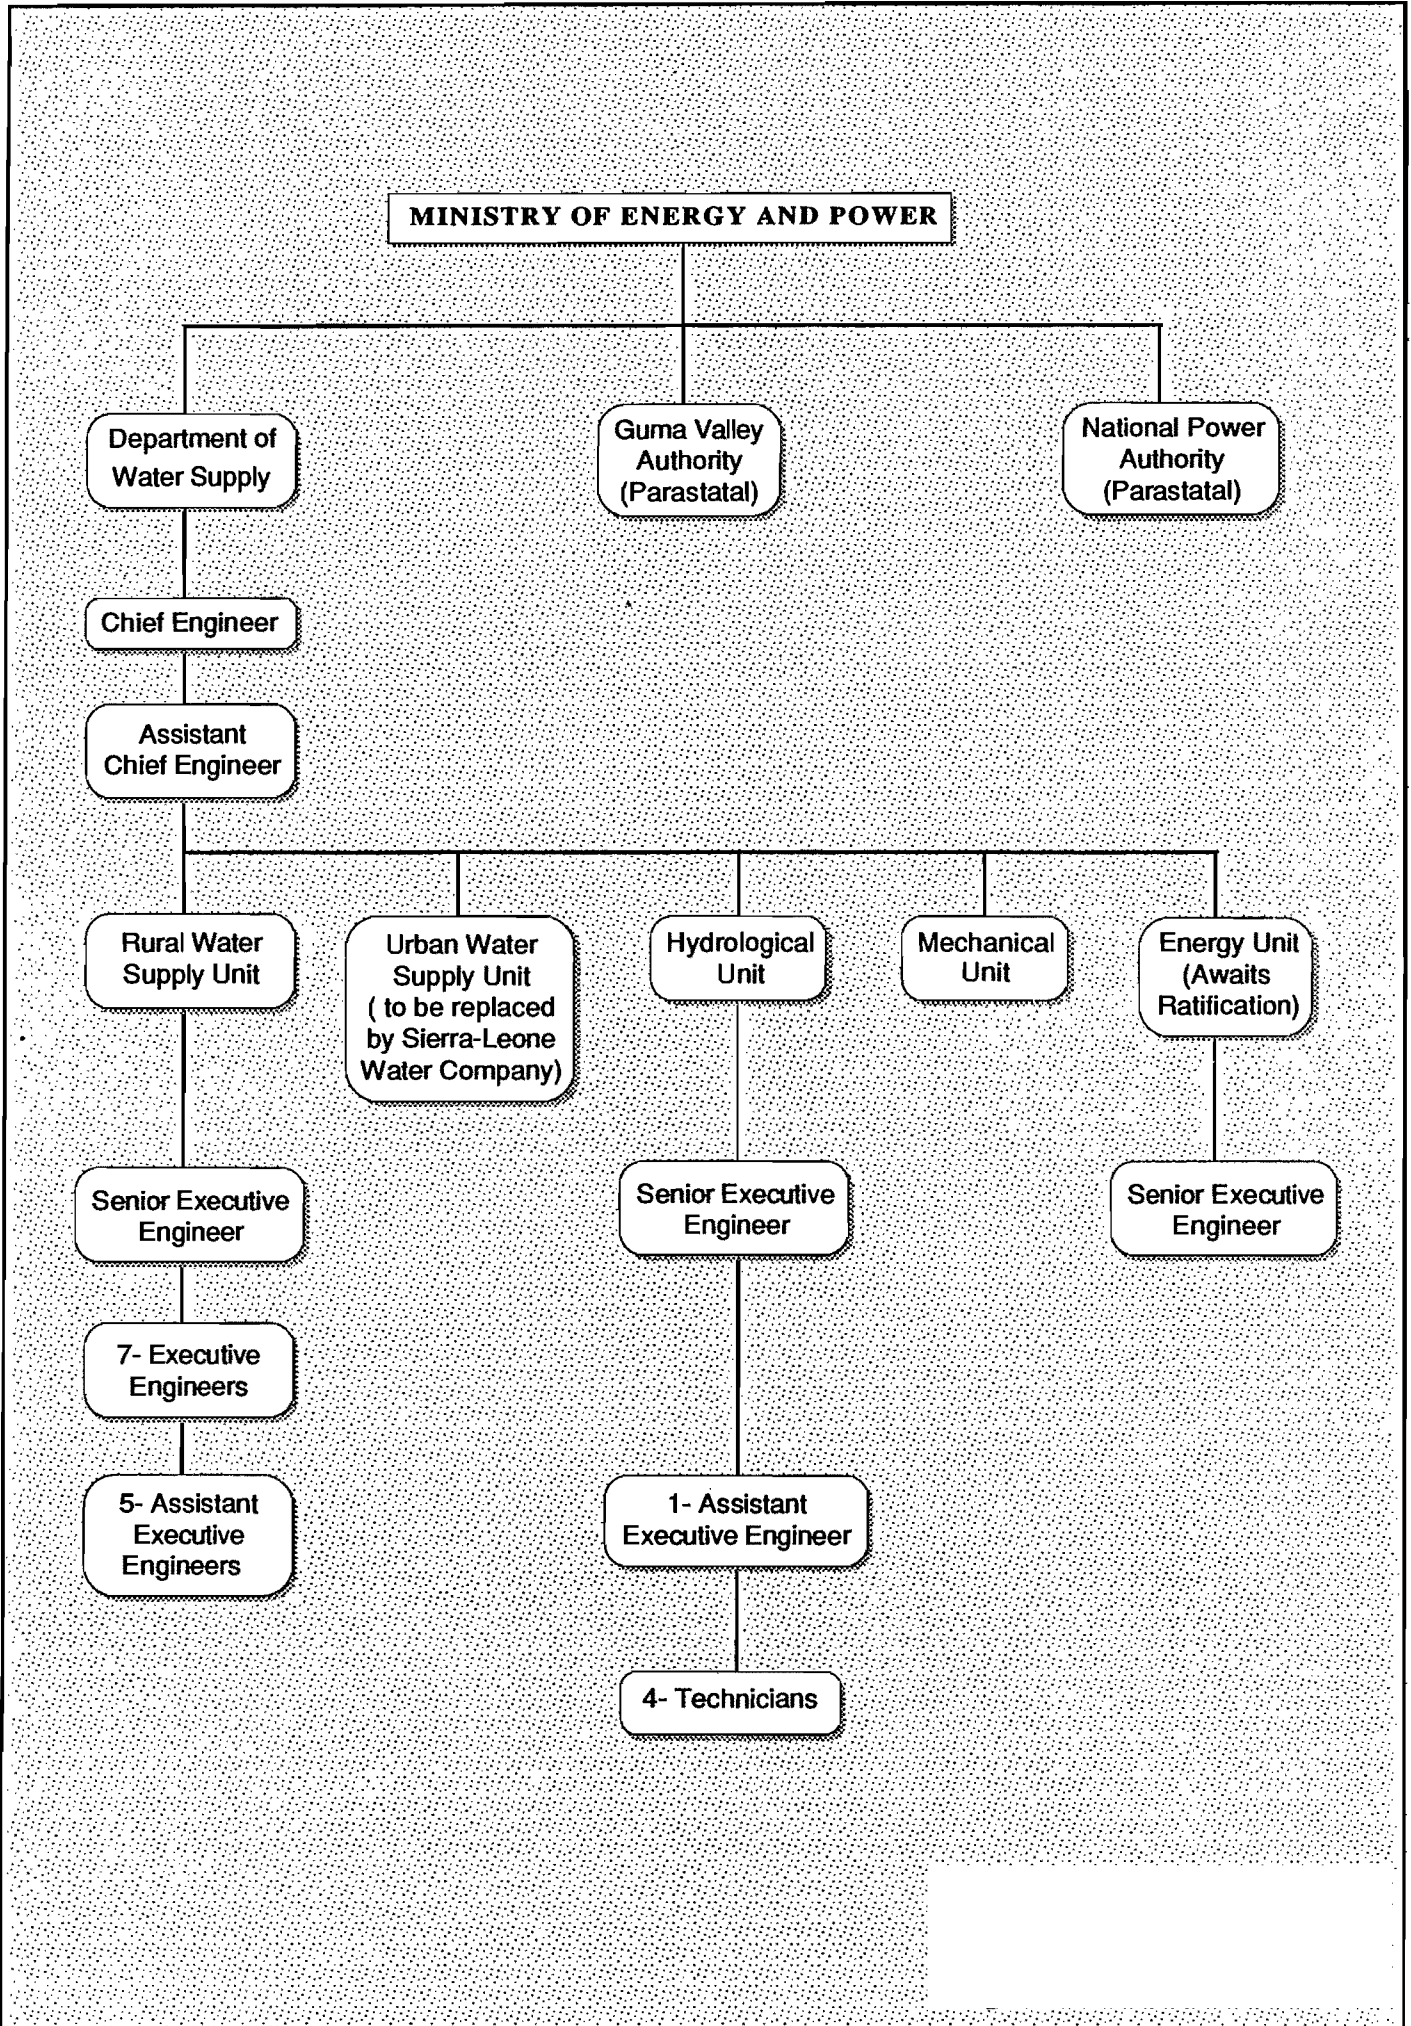 MINISTRY OF ENERGY AND POWER
Department of
Water Supply
Guma Valley
Authority
(Parastatal)
National Power
Authority
(Parastatal)
Chief Engineer
Assistant
Chief Engineer
Rural Water
Supply Unit
Urban Water
Supply Unit
( to be replaced
by Sierra-Leone
Water Company)
Hydrological
Unit
Mechanical
Unit
Energy Unit
(Awaits
Ratification)
Senior Executive
Engineer
Senior Executive
Engineer
Senior Executive
Engineer
7- Executive
Engineers
5- Assistant
Executive
Engineers
1- Assistant
Executive Engineer
4- Technicians